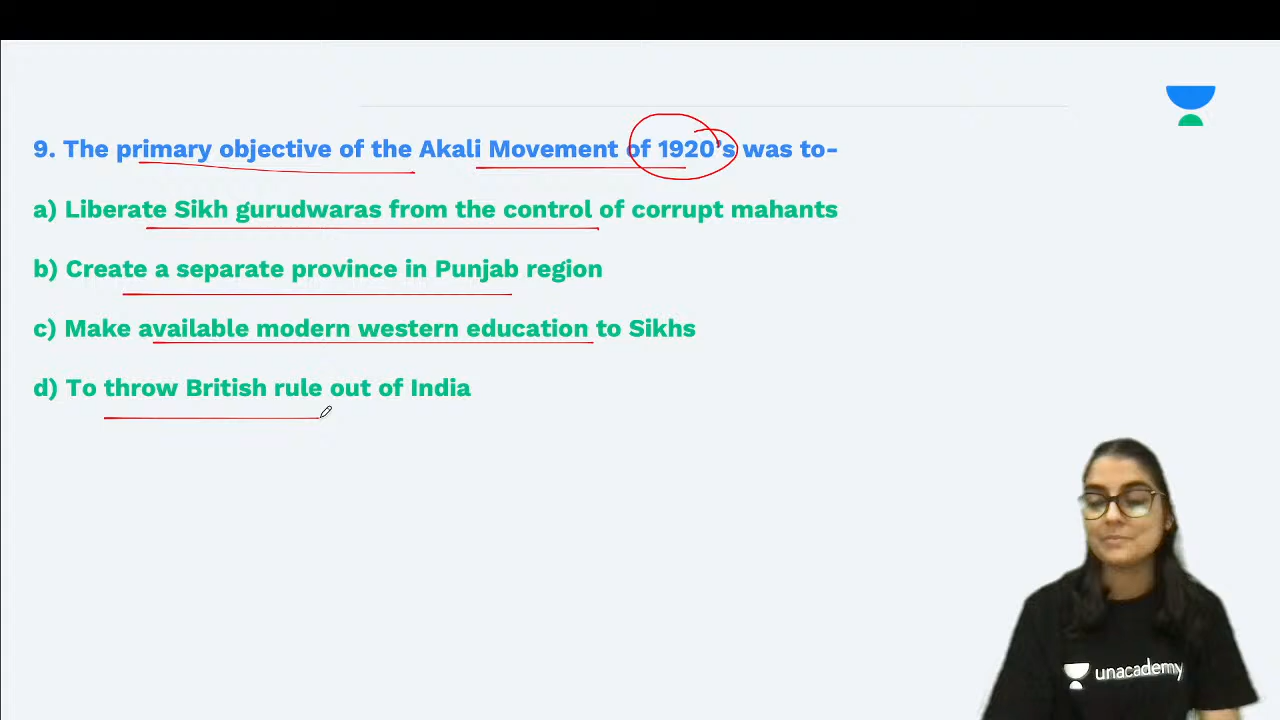 9. The primary objective of the Akali Movement of 1920's was to-
a) Liberate Sikh gurudwaras from the control of corrupt mahants
b) Create a separate province in Punjab region
c) Make available modern western education to Sikhs
d) To throw British rule out of India
unacademy